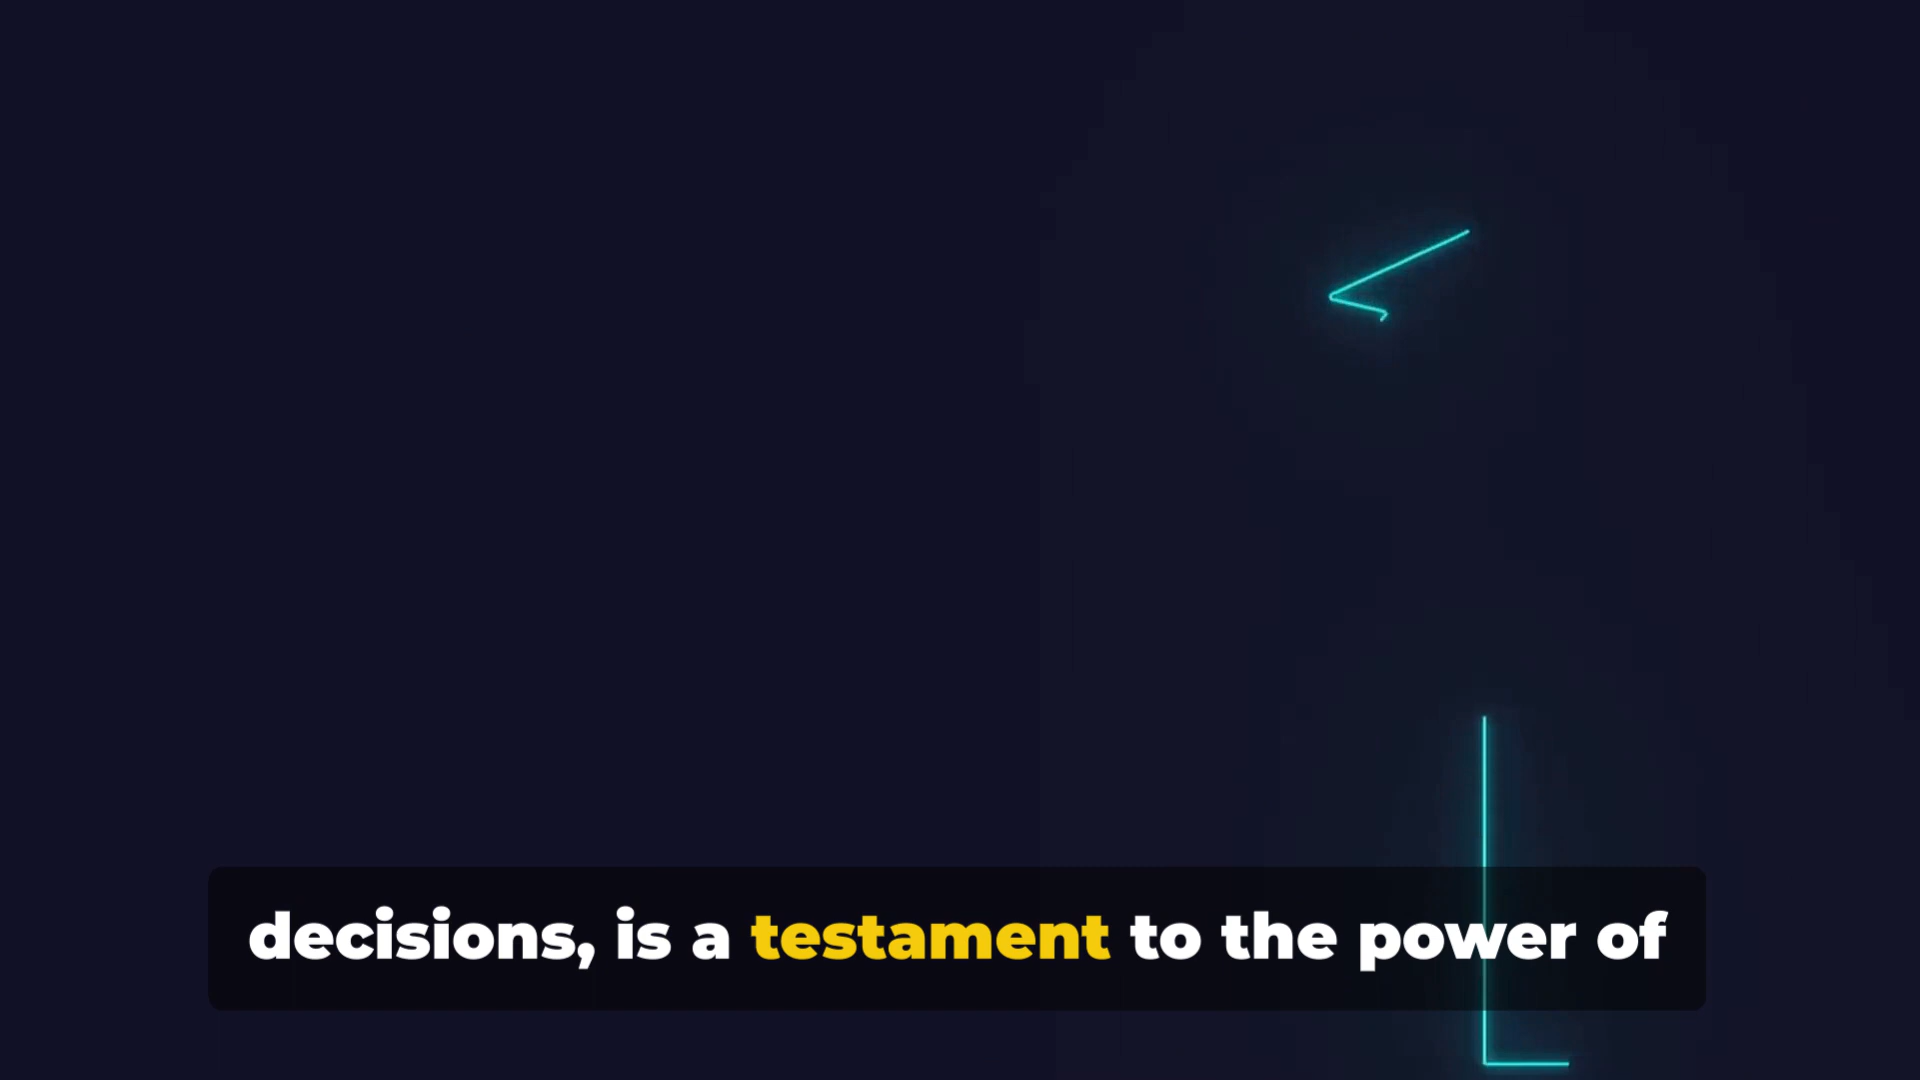 decisions, is a testament to the power of